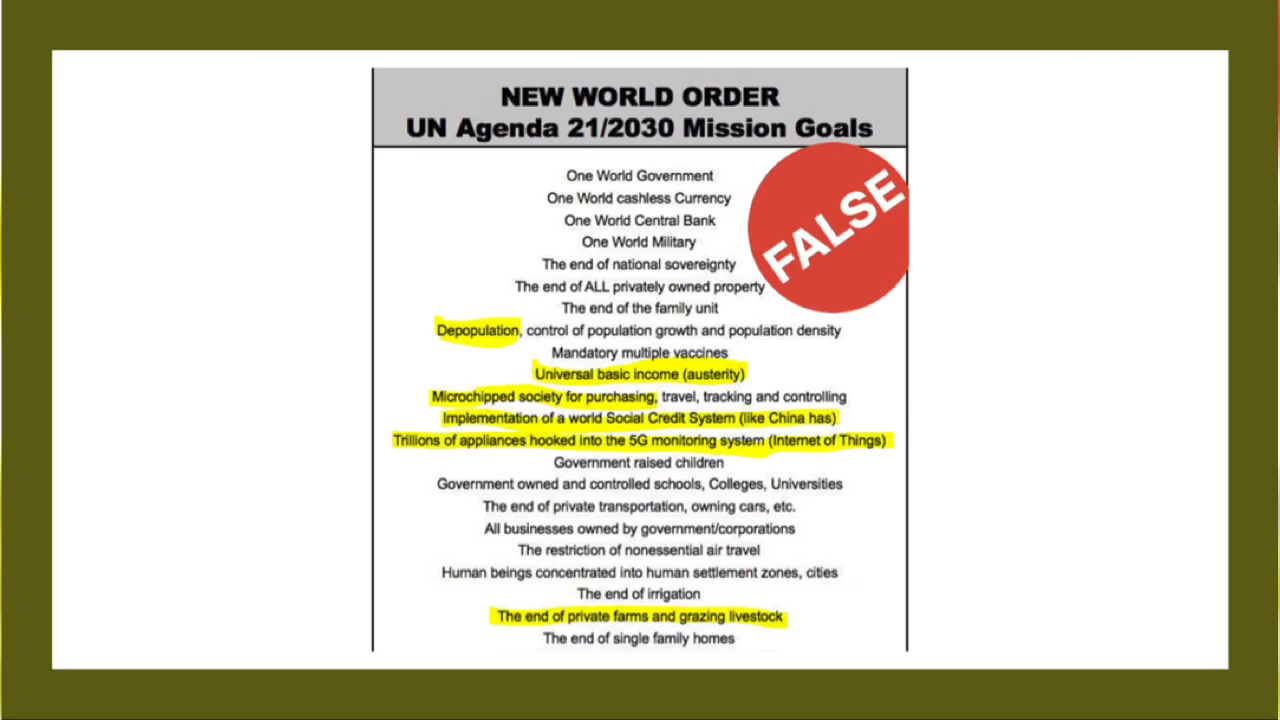 NEW WORLD ORDER
UN Agenda 21/2030 Mission Goals
FALSE
One World Government
One World cashless Currency
One World Central Bank
One World Military
The end of national sovereignty
The end of ALL privately owned property
The end of the family unit
Depopulation, control of population growth and population density
Mandatory multiple vaccines
Universal basic income (austerity)
Microchipped society for purchasing, travel, tracking and controlling
Implementation of a world Social Credit System (like China has)
Trillions of appliances hooked into the 5G monitoring system (Internet of Things)
Government raised children
Government owned and controlled schools, Colleges, Universities
The end of private transportation, owning cars, etc.
All businesses owned by government/corporations
The restriction of nonessential air travel
Human beings concentrated into human settlement zones, cities
The end of irrigation
The end of private farms and grazing livestock
The end of single family homes